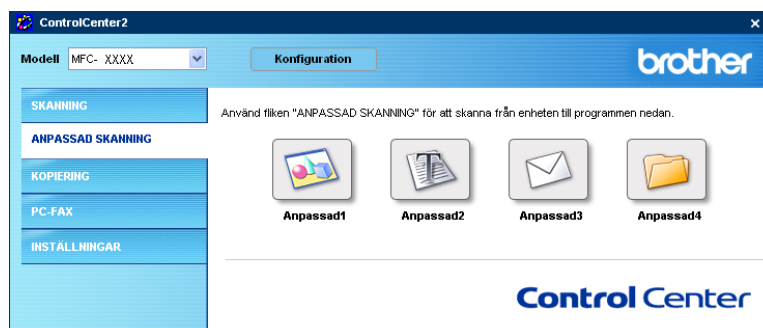 ControlCenter2
Modell MFC- XXXX Konfiguration brother
SKANNING
ANPASSAD SKANNING
KOPIERING
PC-FAX
INSTÄLLNINGAR
Använd fliken "ANPASSAD SKANNING" för att skanna från enheten till programmen nedan.
Anpassad1 Anpassad2 Anpassad3 Anpassad4
Control Center